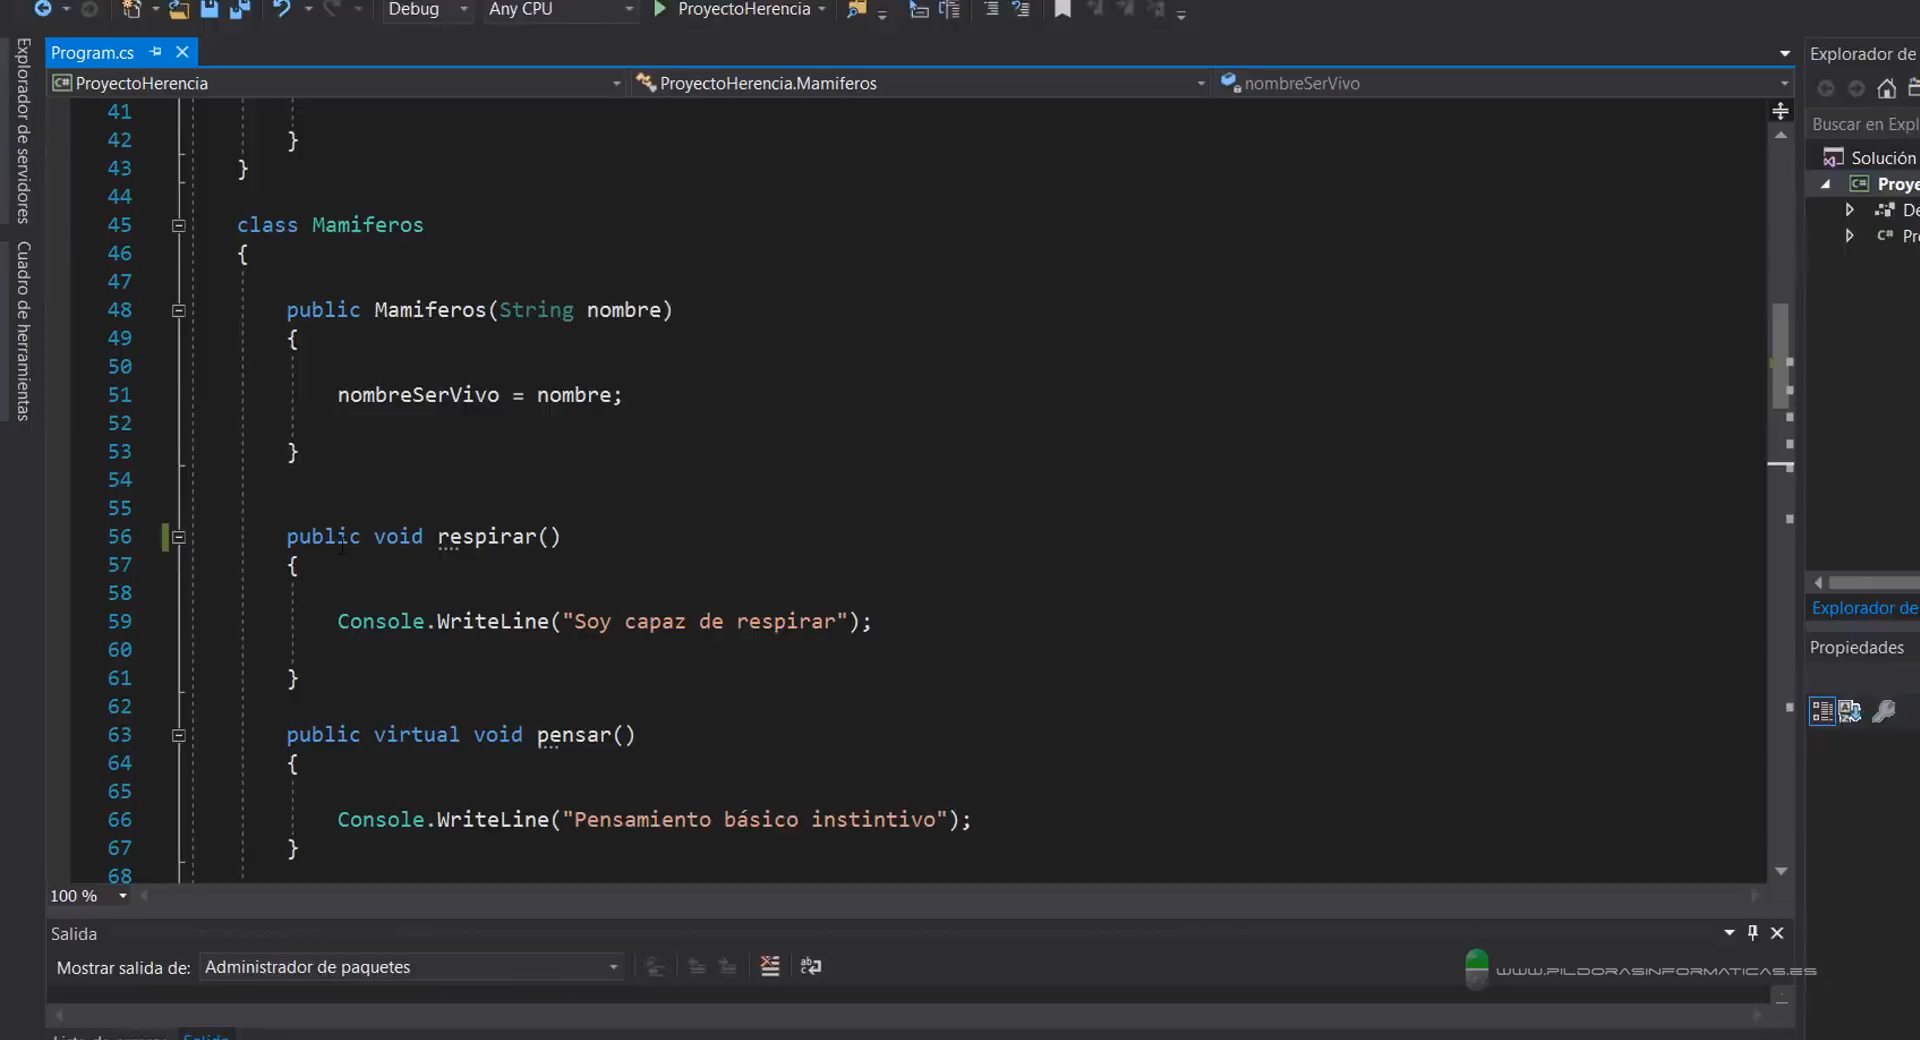 Debug
Any CPU
ProyectoHerencia
Program.cs
Explorador de
ProyectoHerencia
ProyectoHerencia.Mamiferos
nombreSerVivo
Explorador de servidores
Cuadro de herramientas
Buscar en Expl
Solución
Proye
De
Pr
41
42 }
43 }
44
45 class Mamiferos
46 {
47
48 public Mamiferos(String nombre)
49 {
50
51 nombreSerVivo = nombre;
52
53 }
54
55
56 public void respirar()
57 {
58
59 Console.WriteLine("Soy capaz de respirar");
60
61 }
62
63 public virtual void pensar()
64 {
65
66 Console.WriteLine("Pensamiento básico instintivo");
67 }
68
Explorador de
Propiedades
100 %
Salida
Mostrar salida de: Administrador de paquetes
WWW.PILDORASINFORMATICAS.ES
Salida